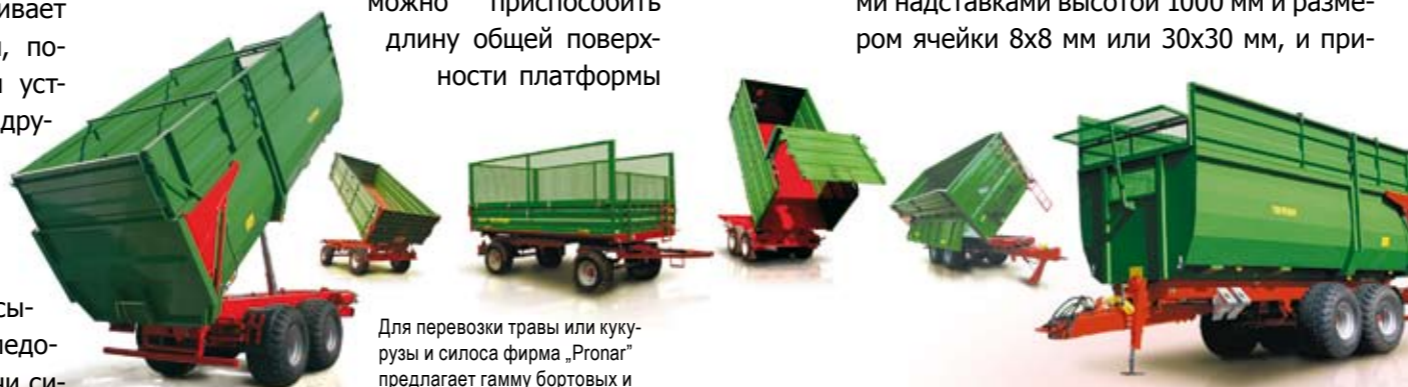 ивает
, по-
уст-
дру-
сы-
едо-
чи си-
можно приспособить
длину общей поверх-
ности платформы
Для перевозки травы или куку-
рузы и силоса фирма „Pronar”
предлагает гамму бортовых и
ми надставками высотой 1000 мм и разме-
ром ячейки 8x8 мм или 30x30 мм, и при-